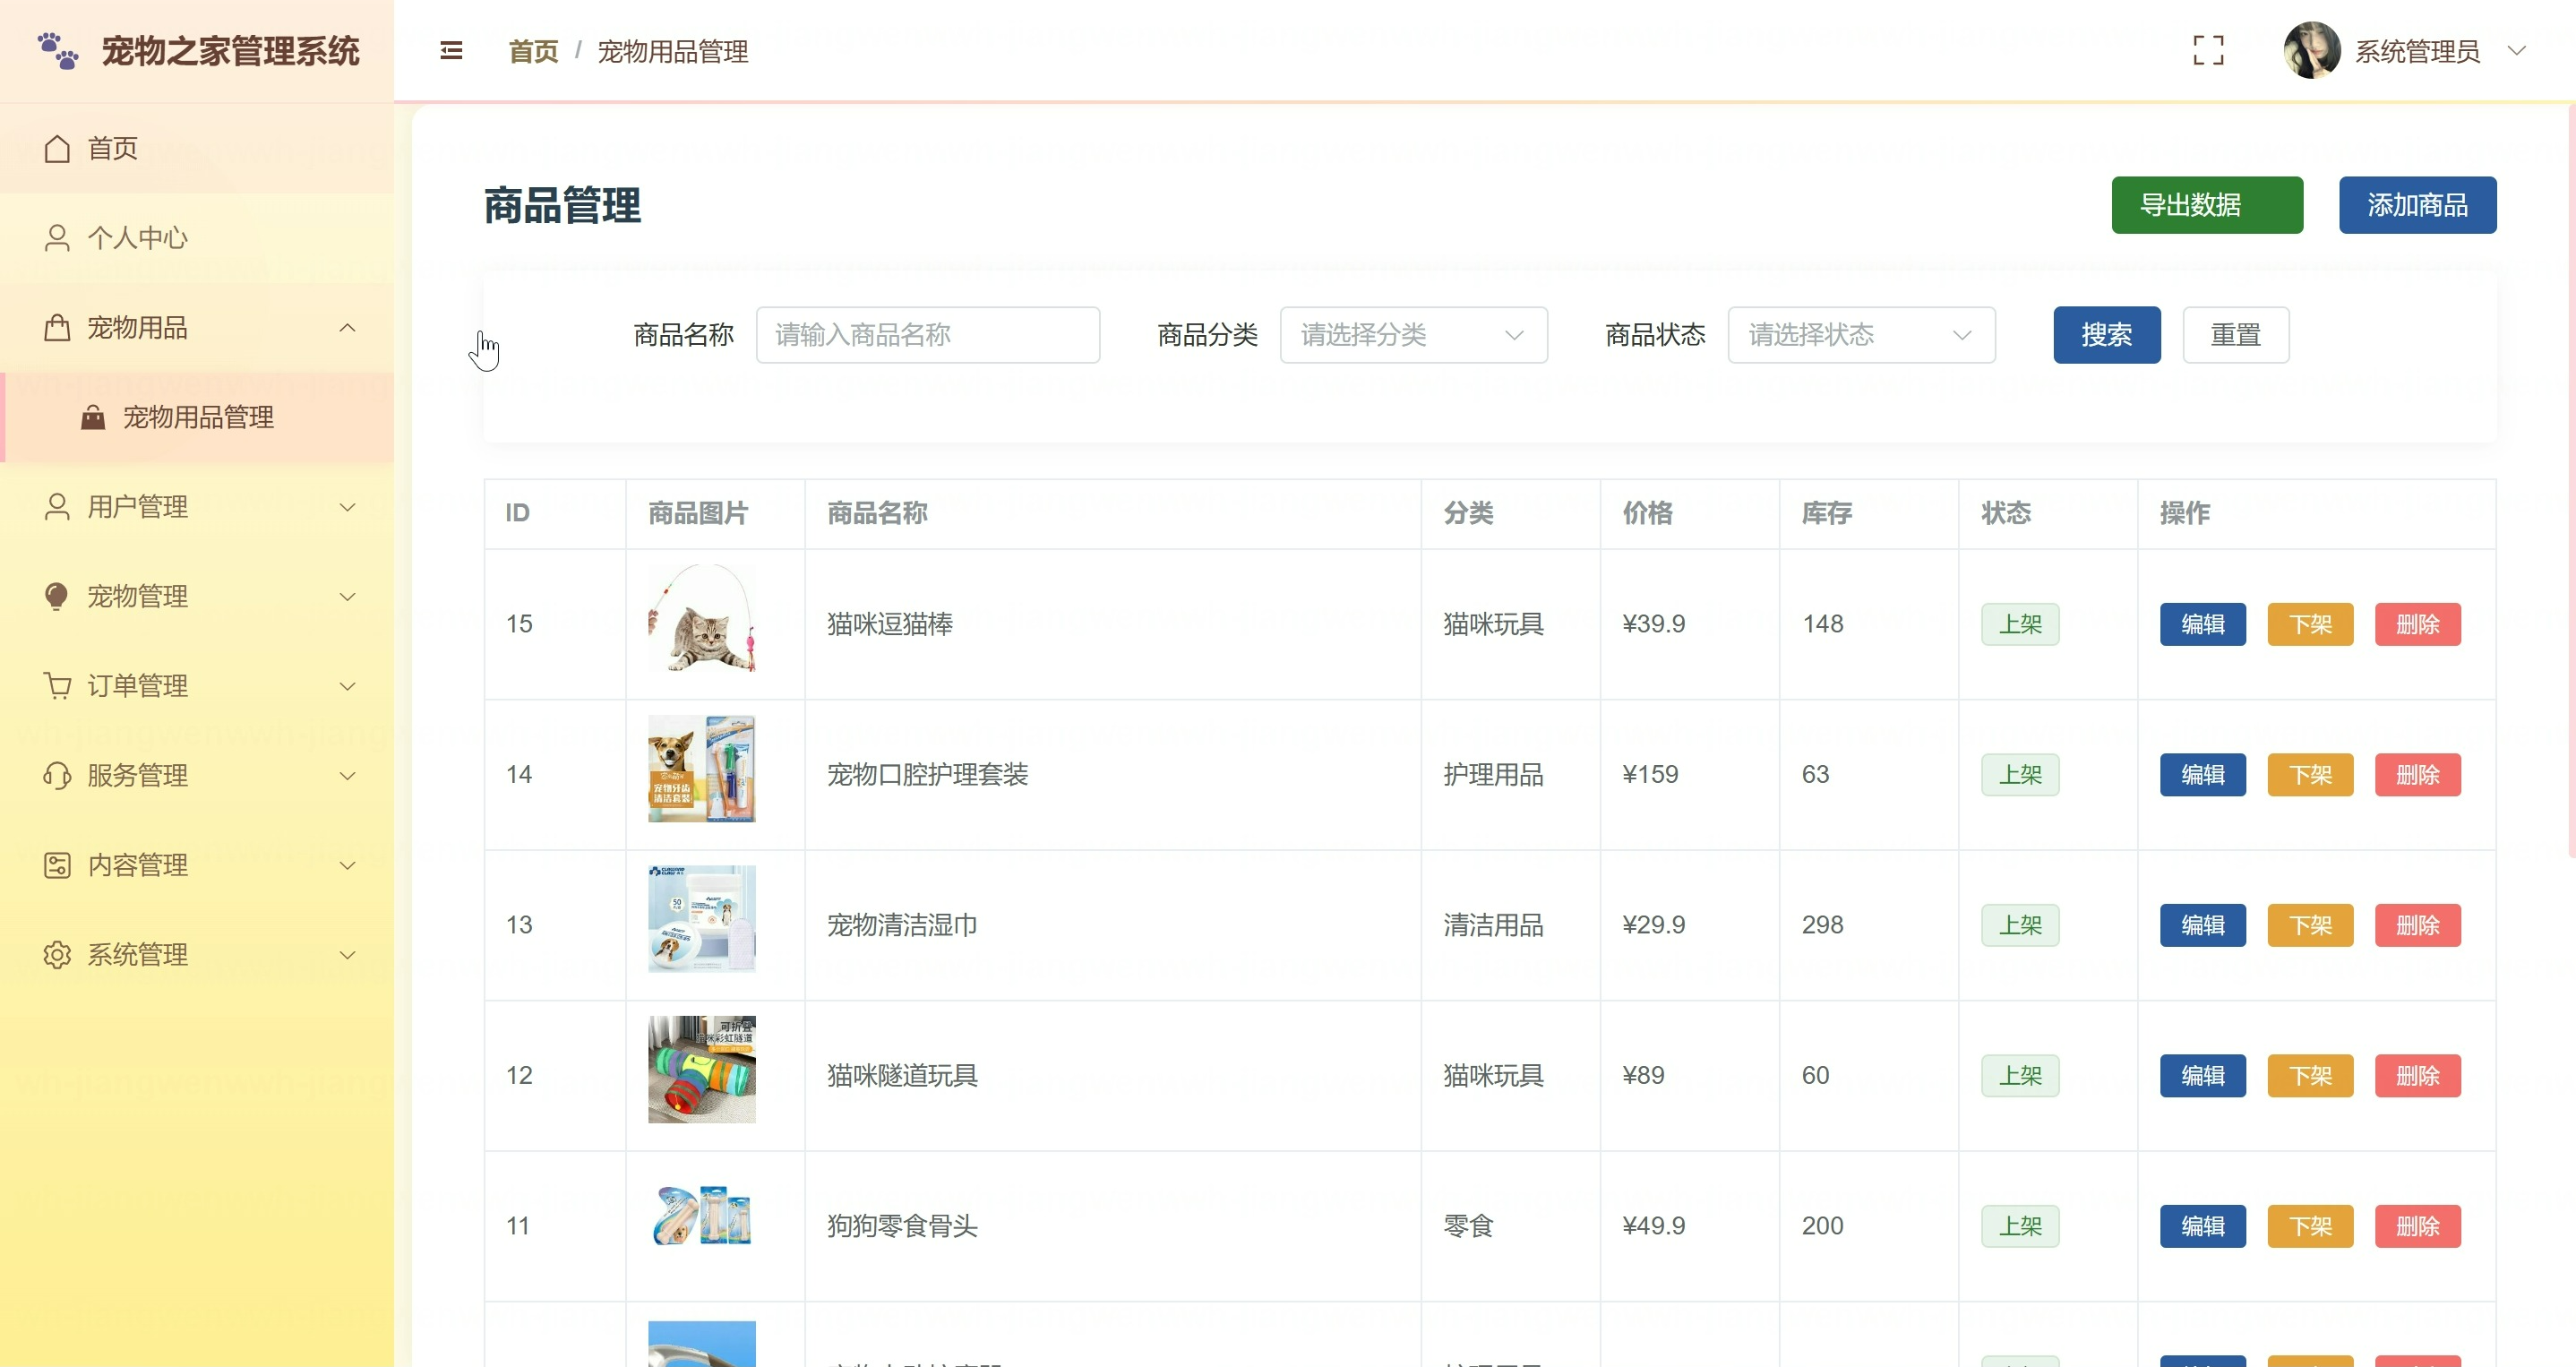 宠物之家管理系统
首页 / 宠物用品管理
系统管理员
首页
个人中心
宠物用品
宠物用品管理
用户管理
宠物管理
订单管理
服务管理
内容管理
系统管理
商品管理
导出数据
添加商品
商品名称 请输入商品名称 商品分类 请选择分类 商品状态 请选择状态 搜索 重置
ID 商品图片 商品名称 分类 价格 库存 状态 操作
15 猫咪逗猫棒 猫咪玩具 ¥39.9 148 上架 编辑 下架 删除
14 宠物口腔护理套装 护理用品 ¥159 63 上架 编辑 下架 删除
宠物牙齿
清洁套装
13 宠物清洁湿巾 清洁用品 ¥29.9 298 上架 编辑 下架 删除
50
12 猫咪隧道玩具 猫咪玩具 ¥89 60 上架 编辑 下架 删除
可折叠
猫咪彩虹隧道
11 狗狗零食骨头 零食 ¥49.9 200 上架 编辑 下架 删除